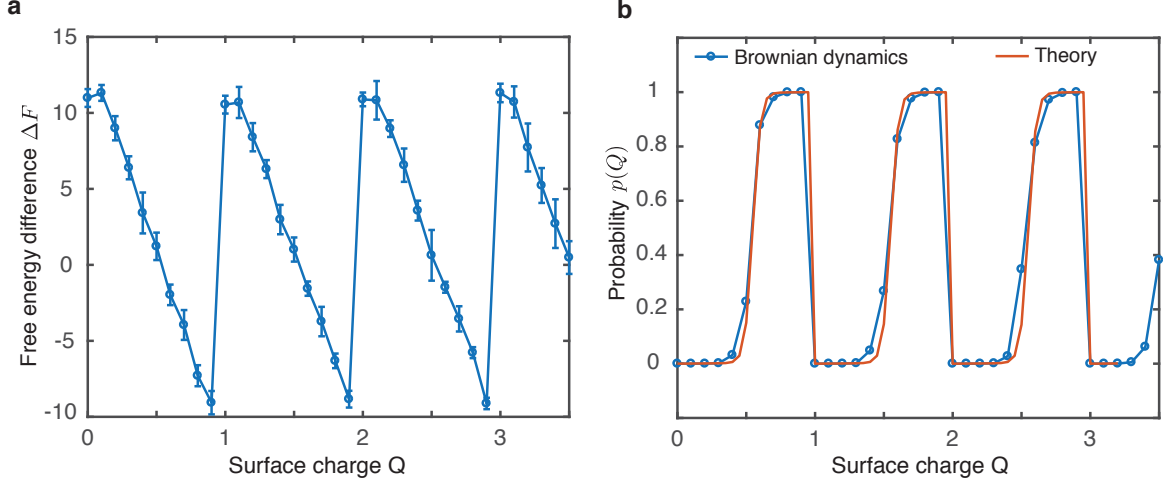 a
15
10
5
0
-5
-10
0
1
2
3
Free energy difference ΔF
Surface charge Q
b
Brownian dynamics
Theory
1
0.8
0.6
0.4
0.2
0
0
1
2
3
Probability p(Q)
Surface charge Q